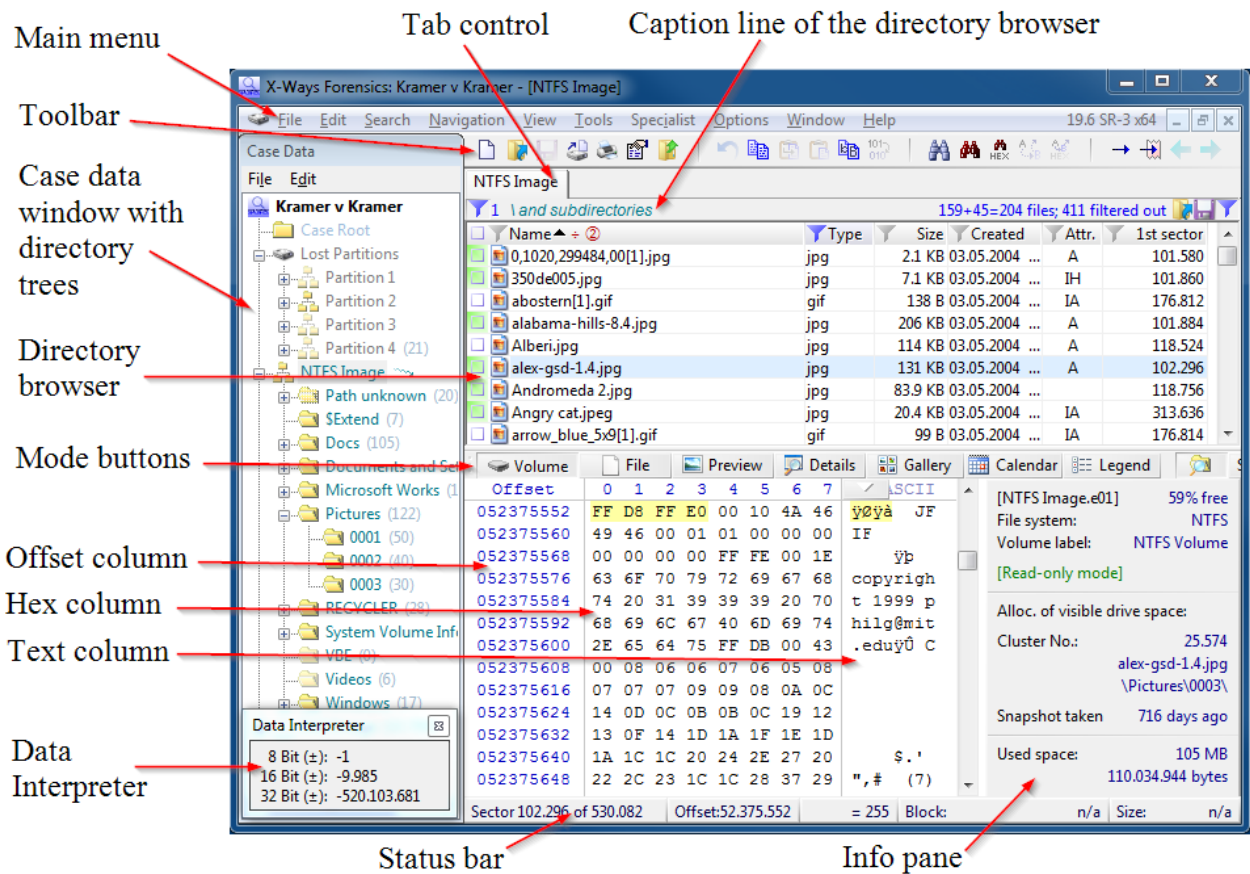 Tab control
Caption line of the directory browser
Main menu
X-Ways Forensics: Kramer v Kramer - [NTFS Image]
File Edit Search Navigation View Tools Specialist Options Window Help 19.6 SR-3 x64
Toolbar
Case Data
Case data
window with
directory
trees
File Edit
NTFS Image
Kramer v Kramer
1 \ and subdirectories 159+45=204 files; 411 filtered out
Case Root
Name ÷ ② Type Size Created Attr. 1st sector
Lost Partitions
0,1020,299484,00[1].jpg jpg 2.1 KB 03.05.2004 ... A 101.580
Partition 1
350de005.jpg jpg 7.1 KB 03.05.2004 ... IH 101.860
Partition 2
abostern[1].gif gif 138 B 03.05.2004 ... IA 176.812
Partition 3
alabama-hills-8.4.jpg jpg 206 KB 03.05.2004 ... A 101.884
Partition 4 (21)
Alberi.jpg jpg 114 KB 03.05.2004 ... A 118.524
Directory
browser
NTFS Image
alex-gsd-1.4.jpg jpg 131 KB 03.05.2004 ... A 102.296
Path unknown (20)
Andromeda 2.jpg jpg 83.9 KB 03.05.2004 ... 118.756
$Extend (7)
Angry cat.jpeg jpg 20.4 KB 03.05.2004 ... IA 313.636
Docs (105)
arrow_blue_5x9[1].gif gif 99 B 03.05.2004 ... IA 176.814
Mode buttons
Documents and Set
Volume File Preview Details Gallery Calendar Legend
Microsoft Works (1
Pictures (122)
0001 (50)
0002 (40)
0003 (30)
RECYCLER (28)
System Volume Info
VBE (0)
Videos (6)
Windows (17)
Offset column
Hex column
Text column
Offset 0 1 2 3 4 5 6 7 ASCII
052375552 FF D8 FF E0 00 10 4A 46 ÿØÿà JF
052375560 49 46 00 01 01 00 00 00 IF
052375568 00 00 00 00 FF FE 00 1E ÿþ
052375576 63 6F 70 79 72 69 67 68 copyrigh
052375584 74 20 31 39 39 39 20 70 t 1999 p
052375592 68 69 6C 67 40 6D 69 74 hilg@mit
052375600 2E 65 64 75 FF DB 00 43 .eduÿÛ C
052375608 00 08 06 06 07 06 05 08
052375616 07 07 07 09 09 08 0A 0C
052375624 14 0D 0C 0B 0B 0C 19 12
052375632 13 0F 14 1D 1A 1F 1E 1D
052375640 1A 1C 1C 20 24 2E 27 20 $.'
052375648 22 2C 23 1C 1C 28 37 29 ",# (7)
[NTFS Image.e01] 59% free
File system: NTFS
Volume label: NTFS Volume
[Read-only mode]
Alloc. of visible drive space:
Cluster No.: 25.574
alex-gsd-1.4.jpg
\Pictures\0003\
Snapshot taken 716 days ago
Used space: 105 MB
110.034.944 bytes
Data
Interpreter
Data Interpreter
8 Bit (±): -1
16 Bit (±): -9.985
32 Bit (±): -520.103.681
Sector 102.296 of 530.082 Offset:52.375.552 = 255 Block: n/a Size: n/a
Status bar
Info pane